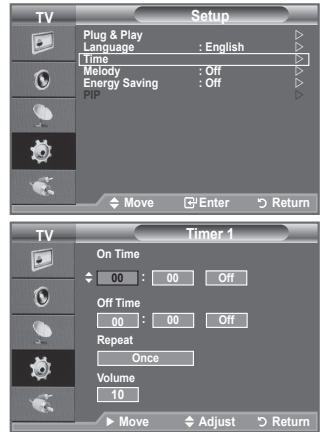 TV Setup
Plug & Play
Language : English
Time
Melody : Off
Energy Saving : Off
PIP
Move Enter Return
TV Timer 1
On Time
00 : 00 Off
Off Time
00 : 00 Off
Repeat
Once
Volume
10
Move Adjust Return